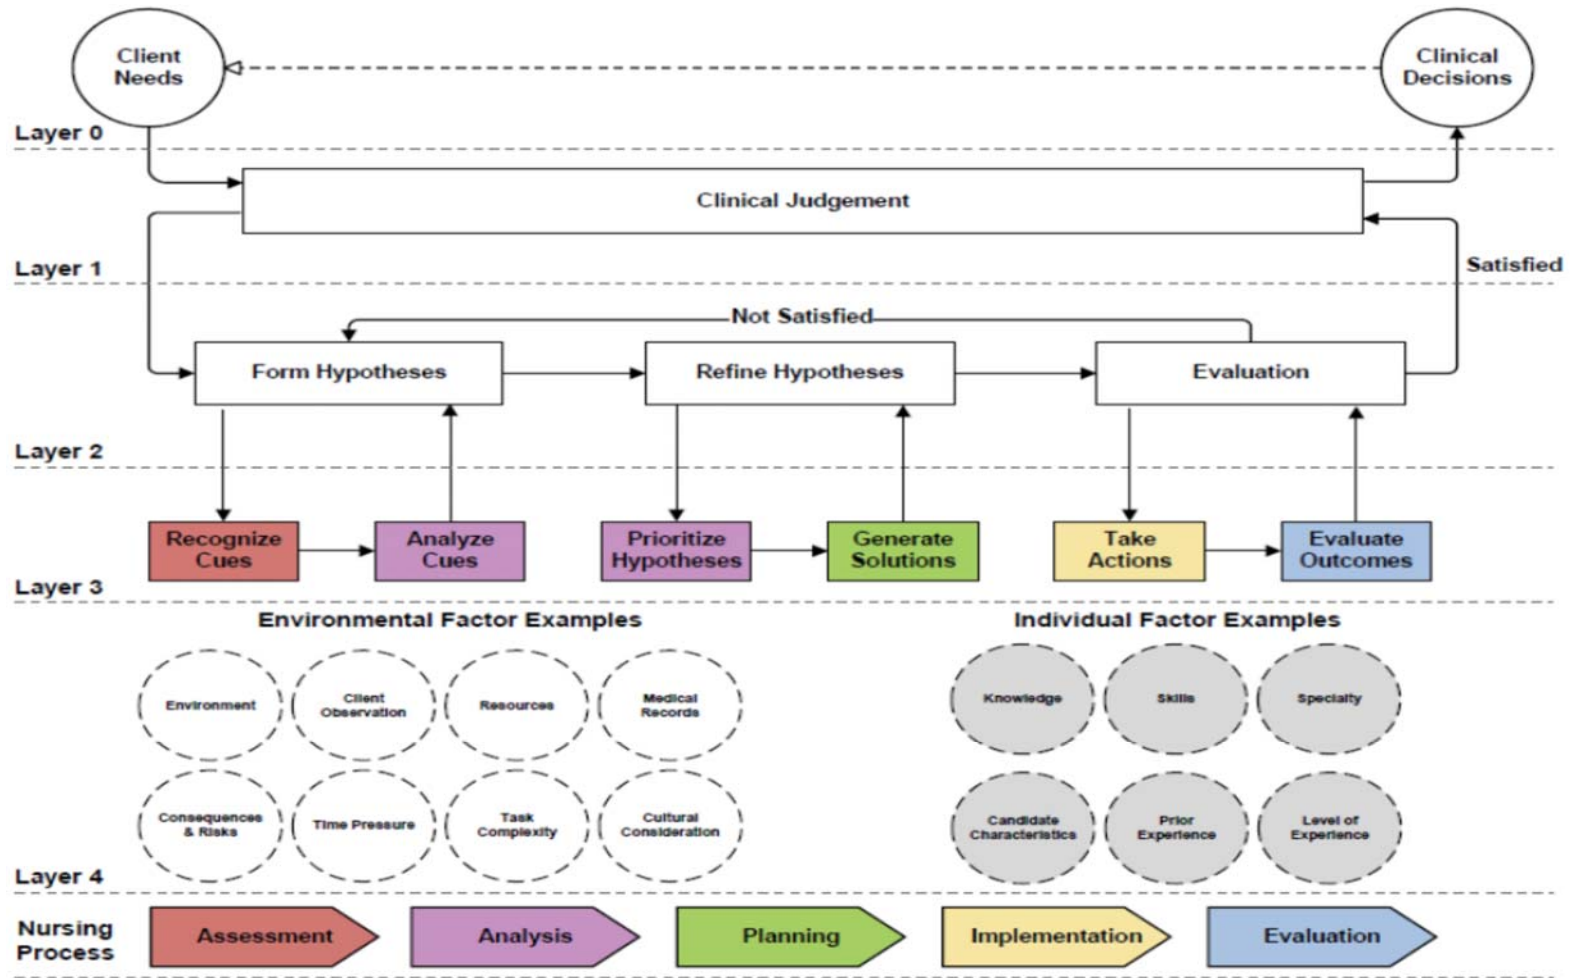 Client
Needs
Clinical
Decisions
Layer 0
Clinical Judgement
Layer 1
Satisfied
Not Satisfied
Form Hypotheses
Refine Hypotheses
Evaluation
Layer 2
Recognize
Cues
Analyze
Cues
Prioritize
Hypotheses
Generate
Solutions
Take
Actions
Evaluate
Outcomes
Layer 3
Environmental Factor Examples
Individual Factor Examples
Environment
Client
Observation
Resources
Medical
Records
Knowledge
Skills
Specialty
Consequences
& Risks
Time Pressure
Task
Complexity
Cultural
Consideration
Candidate
Characteristics
Prior
Experience
Level of
Experience
Layer 4
Nursing
Process
Assessment
Analysis
Planning
Implementation
Evaluation